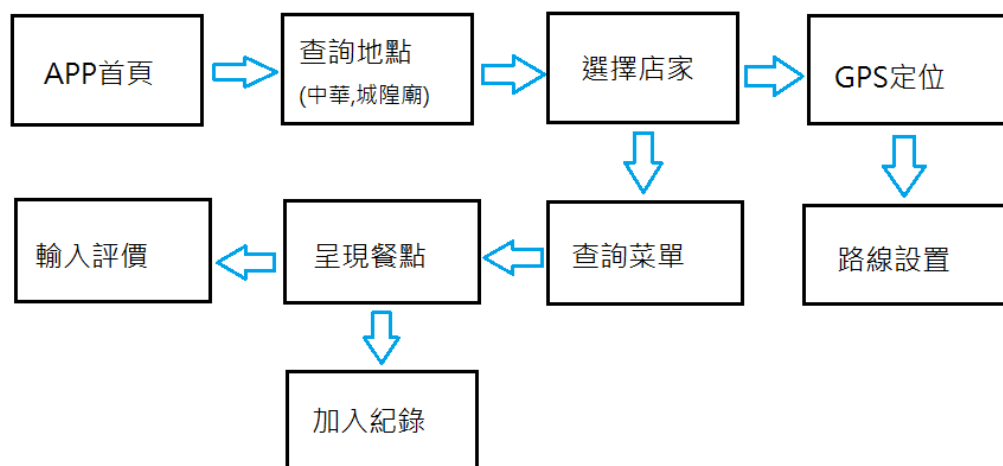 APP首頁
查詢地點
(中華,城隍廟)
選擇店家
GPS定位
輸入評價
呈現餐點
查詢菜單
路線設置
加入紀錄